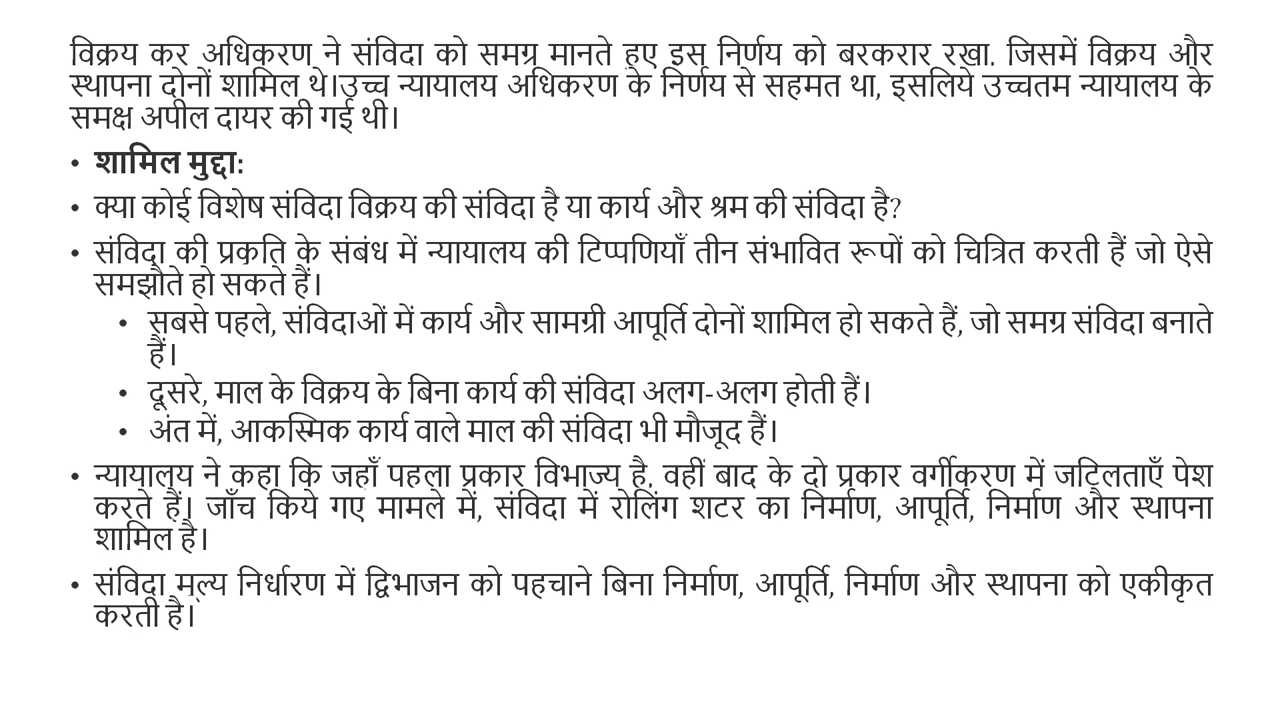 विक्रय कर अधिकरण ने संविदा को समग्र मानते हुए इस निर्णय को बरकरार रखा, जिसमें विक्रय और
स्थापना दोनों शामिल थे।उच्च न्यायालय अधिकरण के निर्णय से सहमत था, इसलिये उच्चतम न्यायालय के
समक्ष अपील दायर की गई थी।
• शामिल मुद्दा:
• क्या कोई विशेष संविदा विक्रय की संविदा है या कार्य और श्रम की संविदा है?
• संविदा की प्रकृति के संबंध में न्यायालय की टिप्पणियाँ तीन संभावित रूपों को चित्रित करती हैं जो ऐसे
समझौते हो सकते हैं।
• सबसे पहले, संविदाओं में कार्य और सामग्री आपूर्ति दोनों शामिल हो सकते हैं, जो समग्र संविदा बनाते
हैं।
• दूसरे, माल के विक्रय के बिना कार्य की संविदा अलग-अलग होती हैं।
• अंत में, आकस्मिक कार्य वाले माल की संविदा भी मौजूद हैं।
• न्यायालय ने कहा कि जहाँ पहला प्रकार विभाज्य है, वहीं बाद के दो प्रकार वर्गीकरण में जटिलताएँ पेश
करते हैं। जाँच किये गए मामले में, संविदा में रोलिंग शटर का निर्माण, आपूर्ति, निर्माण और स्थापना
शामिल है।
• संविदा मूल्य निर्धारण में द्विभाजन को पहचाने बिना निर्माण, आपूर्ति, निर्माण और स्थापना को एकीकृत
करती है।